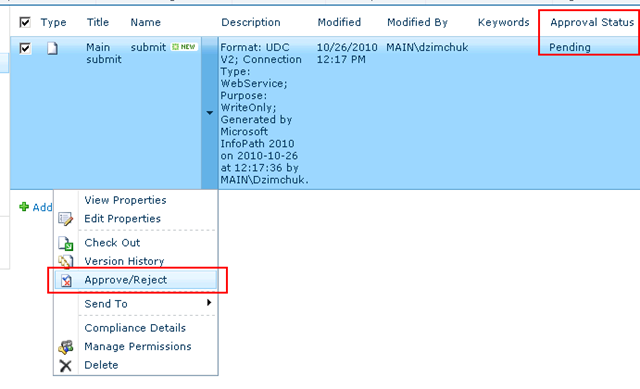 Type Title Name Description Modified Modified By Keywords Approval Status
Main submit NEW Format: UDC 10/26/2010 MAIN\dzimchuk Pending
submit V2; Connection 12:17 PM
Type:
WebService;
Purpose:
WriteOnly;
Generated by
Microsoft
InfoPath 2010
on 2010-10-26
at 12:17:36 by
MAIN\Dzimchuk.
Add
View Properties
Edit Properties
Check Out
Version History
Approve/Reject
Send To
Compliance Details
Manage Permissions
Delete